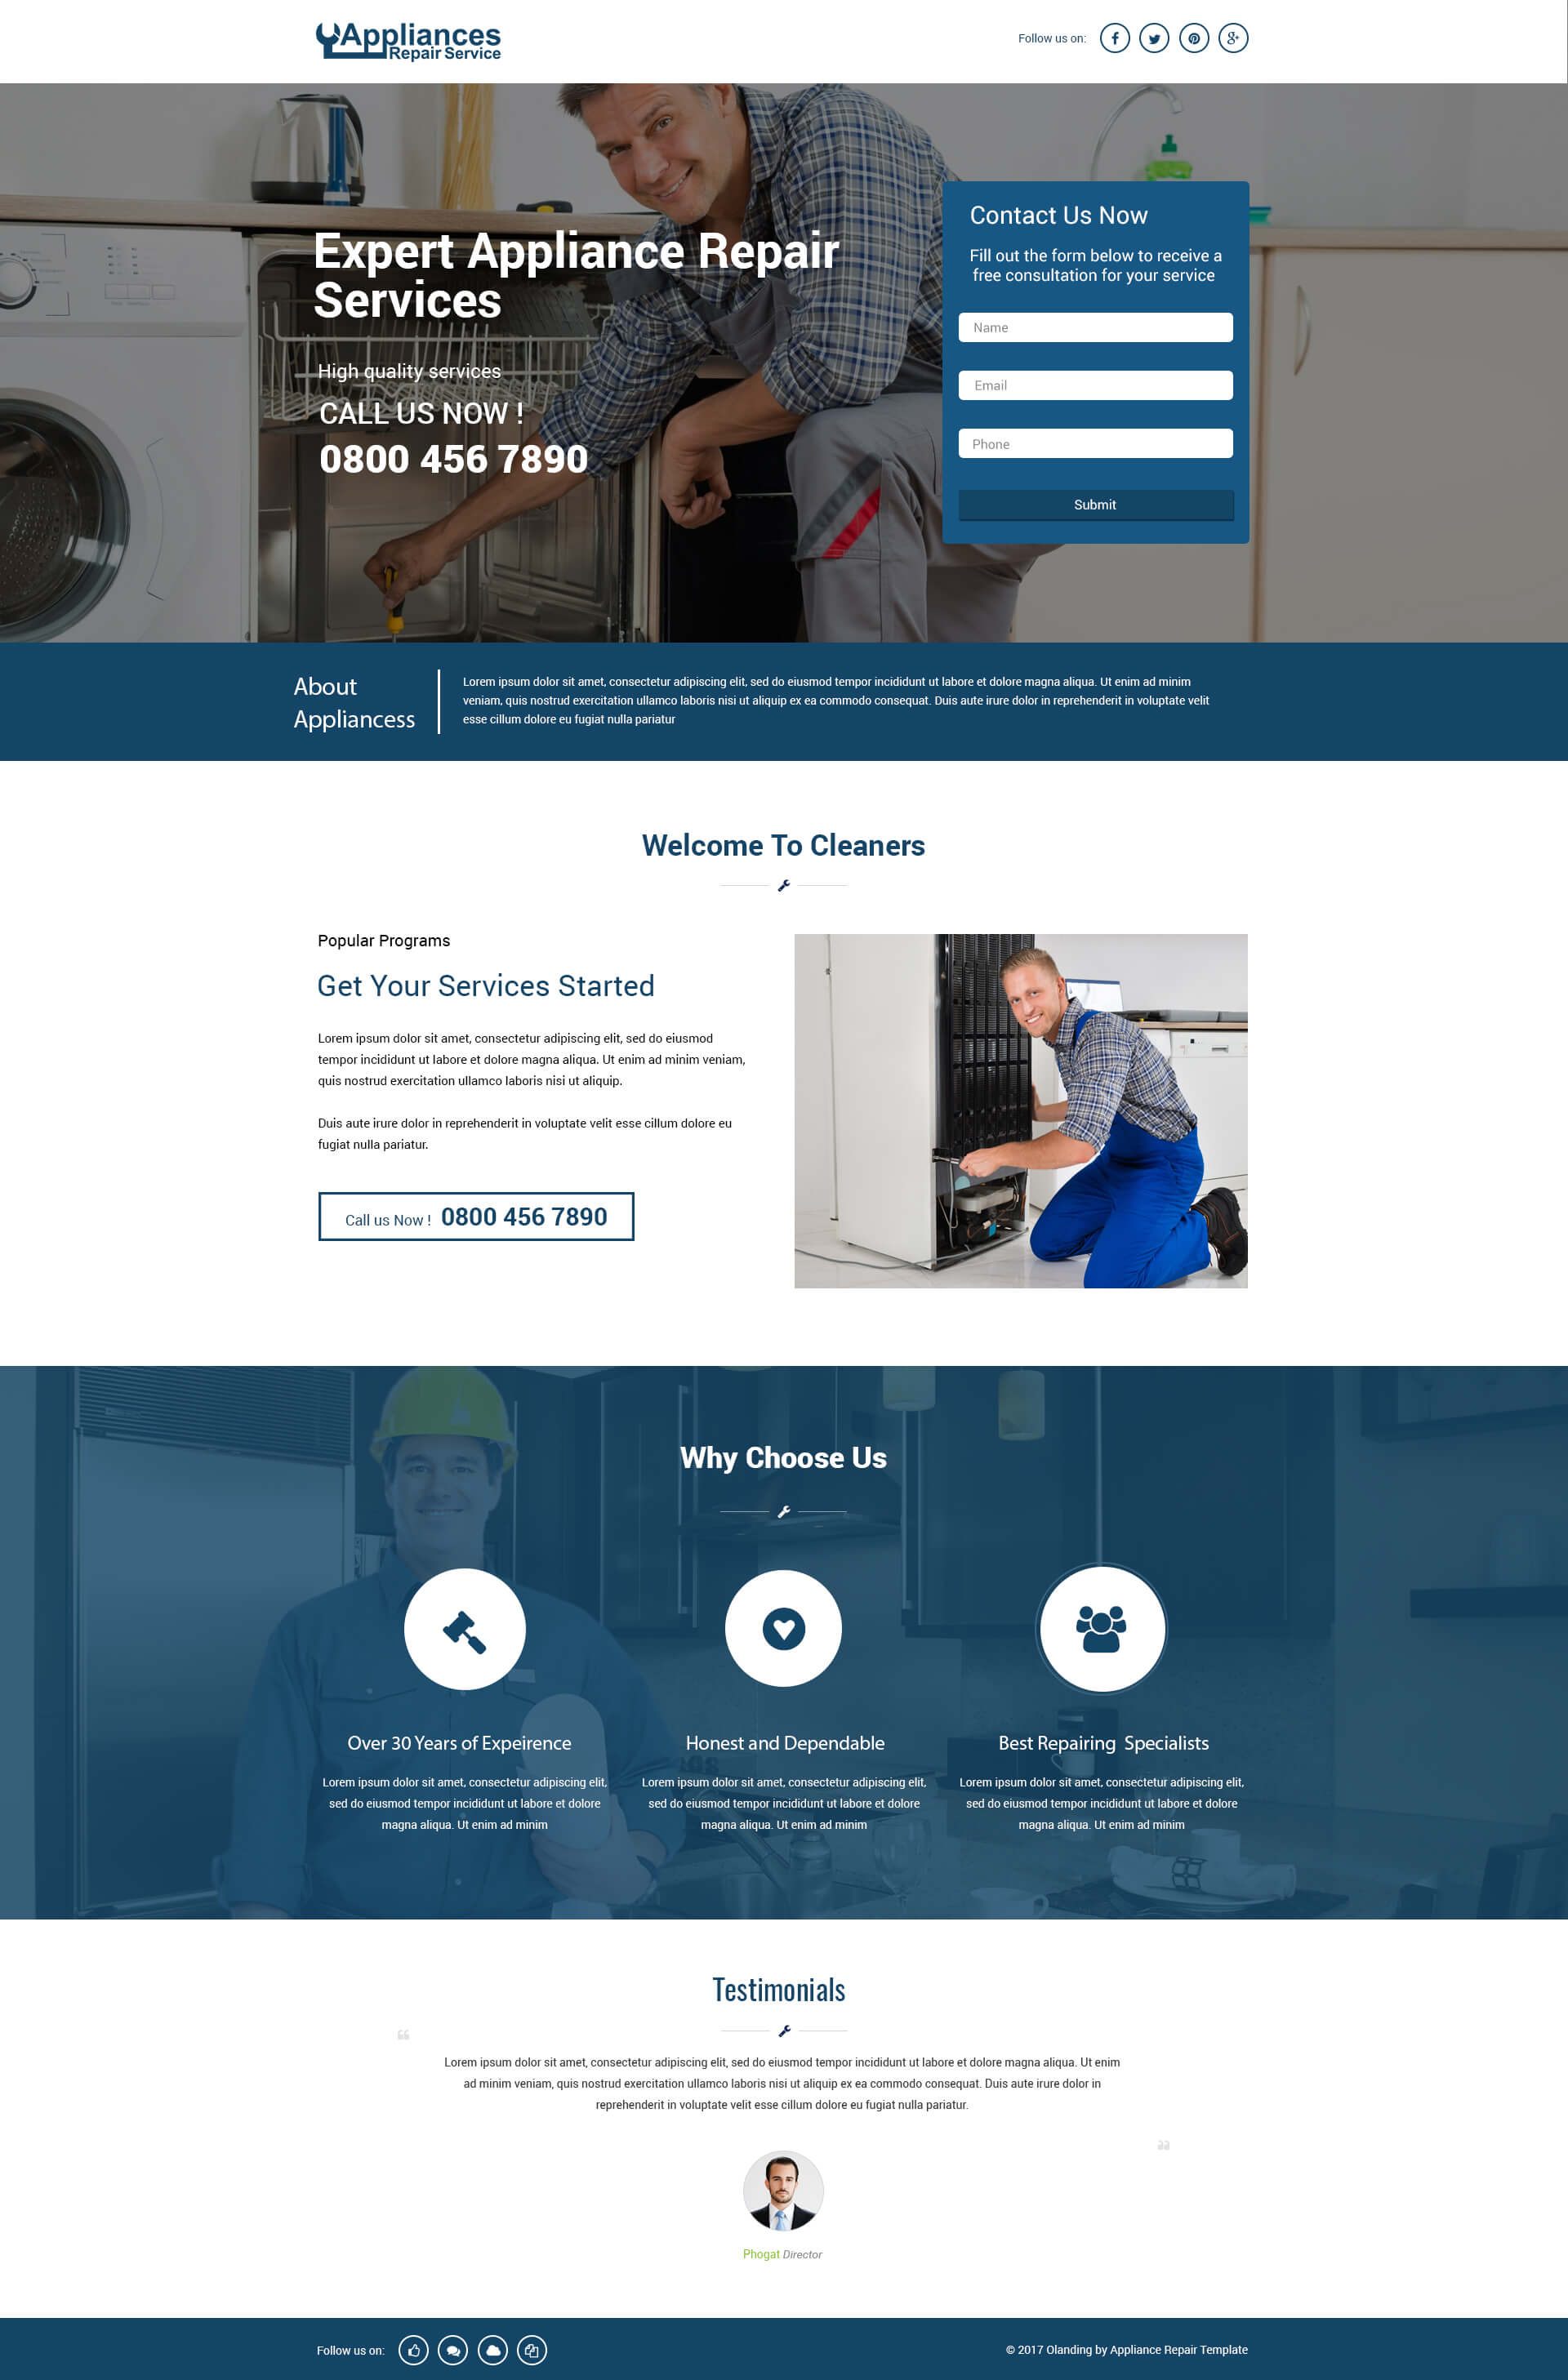 Appliances
Repair Service
Follow us on:
Expert Appliance Repair
Services
High quality services
CALL US NOW !
0800 456 7890
Contact Us Now
Fill out the form below to receive a
free consultation for your service
Name
Email
Phone
Submit
About
Appliancess
Lorem ipsum dolor sit amet, consectetur adipiscing elit, sed do eiusmod tempor incididunt ut labore et dolore magna aliqua. Ut enim ad minim
veniam, quis nostrud exercitation ullamco laboris nisi ut aliquip ex ea commodo consequat. Duis aute irure dolor in reprehenderit in voluptate velit
esse cillum dolore eu fugiat nulla pariatur
Welcome To Cleaners
Popular Programs
Get Your Services Started
Lorem ipsum dolor sit amet, consectetur adipiscing elit, sed do eiusmod
tempor incididunt ut labore et dolore magna aliqua. Ut enim ad minim veniam,
quis nostrud exercitation ullamco laboris nisi ut aliquip.
Duis aute irure dolor in reprehenderit in voluptate velit esse cillum dolore eu
fugiat nulla pariatur.
Call us Now ! 0800 456 7890
Why Choose Us
Over 30 Years of Expeirence
Lorem ipsum dolor sit amet, consectetur adipiscing elit,
sed do eiusmod tempor incididunt ut labore et dolore
magna aliqua. Ut enim ad minim
Honest and Dependable
Lorem ipsum dolor sit amet, consectetur adipiscing elit,
sed do eiusmod tempor incididunt ut labore et dolore
magna aliqua. Ut enim ad minim
Best Repairing Specialists
Lorem ipsum dolor sit amet, consectetur adipiscing elit,
sed do eiusmod tempor incididunt ut labore et dolore
magna aliqua. Ut enim ad minim
Testimonials
Lorem ipsum dolor sit amet, consectetur adipiscing elit, sed do eiusmod tempor incididunt ut labore et dolore magna aliqua. Ut enim
ad minim veniam, quis nostrud exercitation ullamco laboris nisi ut aliquip ex ea commodo consequat. Duis aute irure dolor in
reprehenderit in voluptate velit esse cillum dolore eu fugiat nulla pariatur.
Phogat Director
Follow us on:
© 2017 Olanding by Appliance Repair Template